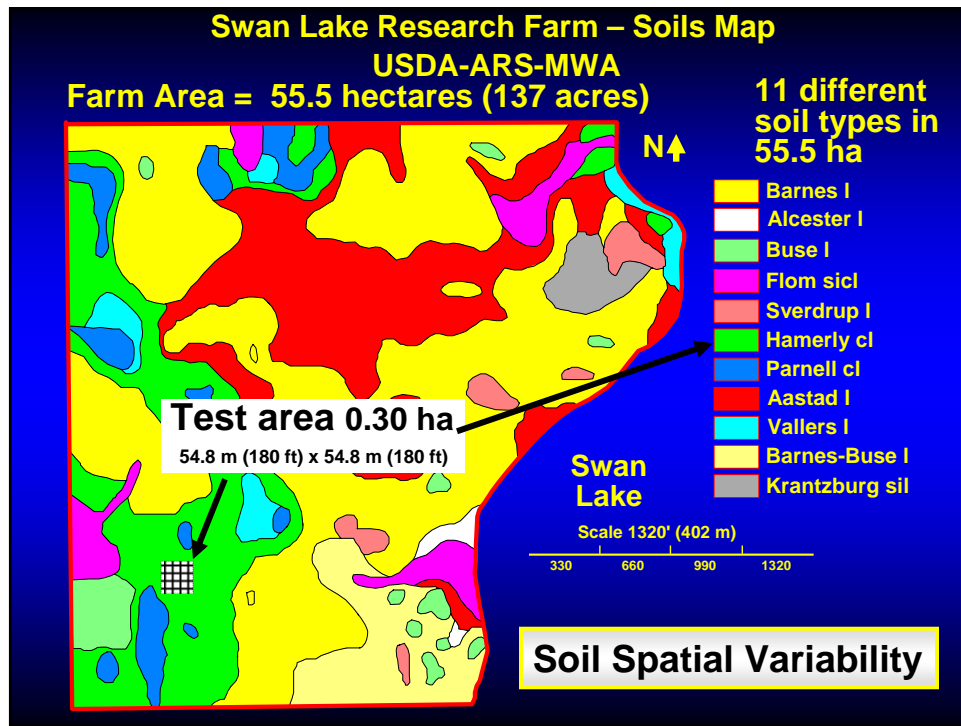 Swan Lake Research Farm – Soils Map
USDA-ARS-MWA
Farm Area = 55.5 hectares (137 acres)
11 different
soil types in
55.5 ha
N
Barnes l
Alcester l
Buse l
Flom sicl
Sverdrup l
Hamerly cl
Parnell cl
Aastad l
Vallers l
Barnes-Buse l
Krantzburg sil
Test area 0.30 ha
54.8 m (180 ft) x 54.8 m (180 ft)
Swan
Lake
Scale 1320' (402 m)
330 660 990 1320
Soil Spatial Variability